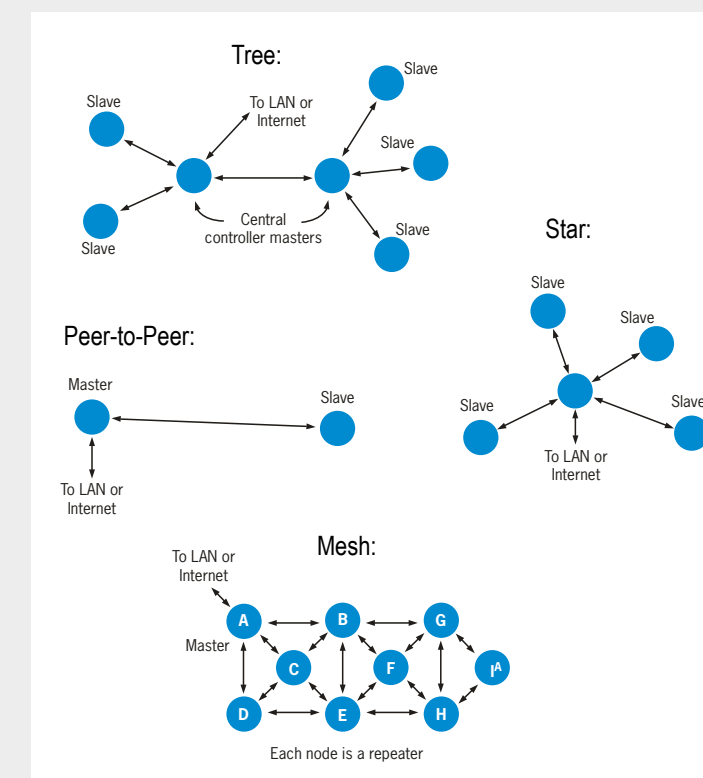 Tree:
Slave
To LAN or
Internet
Slave
Slave
Slave
Central
controller masters
Slave
Slave
Star:
Slave
Slave
Slave
Slave
To LAN or
Internet
Peer-to-Peer:
Master
Slave
To LAN or
Internet
Mesh:
To LAN or
Internet
A
B
G
Master
C
F
IA
D
E
H
Each node is a repeater